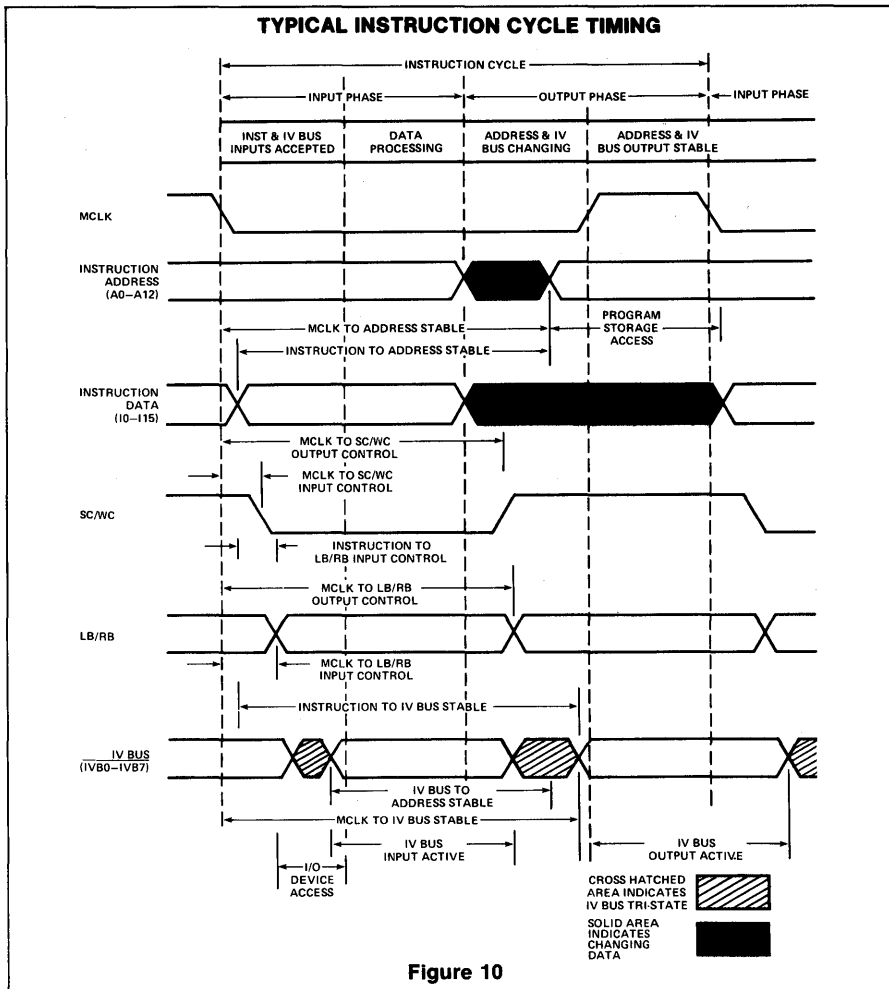 TYPICAL INSTRUCTION CYCLE TIMING
INSTRUCTION CYCLE
INPUT PHASE
OUTPUT PHASE
INPUT PHASE
INST & IV BUS
INPUTS ACCEPTED
DATA
PROCESSING
ADDRESS & IV
BUS CHANGING
ADDRESS & IV
BUS OUTPUT STABLE
MCLK
INSTRUCTION
ADDRESS
(A0–A12)
MCLK TO ADDRESS STABLE
PROGRAM
STORAGE
ACCESS
INSTRUCTION TO ADDRESS STABLE
INSTRUCTION
DATA
(I0–I15)
MCLK TO SC/WC
OUTPUT CONTROL
MCLK TO SC/WC
INPUT CONTROL
SC/WC
INSTRUCTION TO
LB/RB INPUT CONTROL
MCLK TO LB/RB
OUTPUT CONTROL
LB/RB
MCLK TO LB/RB
INPUT CONTROL
INSTRUCTION TO IV BUS STABLE
IV BUS
(IVB0–IVB7)
IV BUS TO
ADDRESS STABLE
MCLK TO IV BUS STABLE
IV BUS
INPUT ACTIVE
IV BUS
OUTPUT ACTIVE
I/O
DEVICE
ACCESS
CROSS HATCHED
AREA INDICATES
IV BUS TRI-STATE
SOLID AREA
INDICATES
CHANGING
DATA
Figure 10